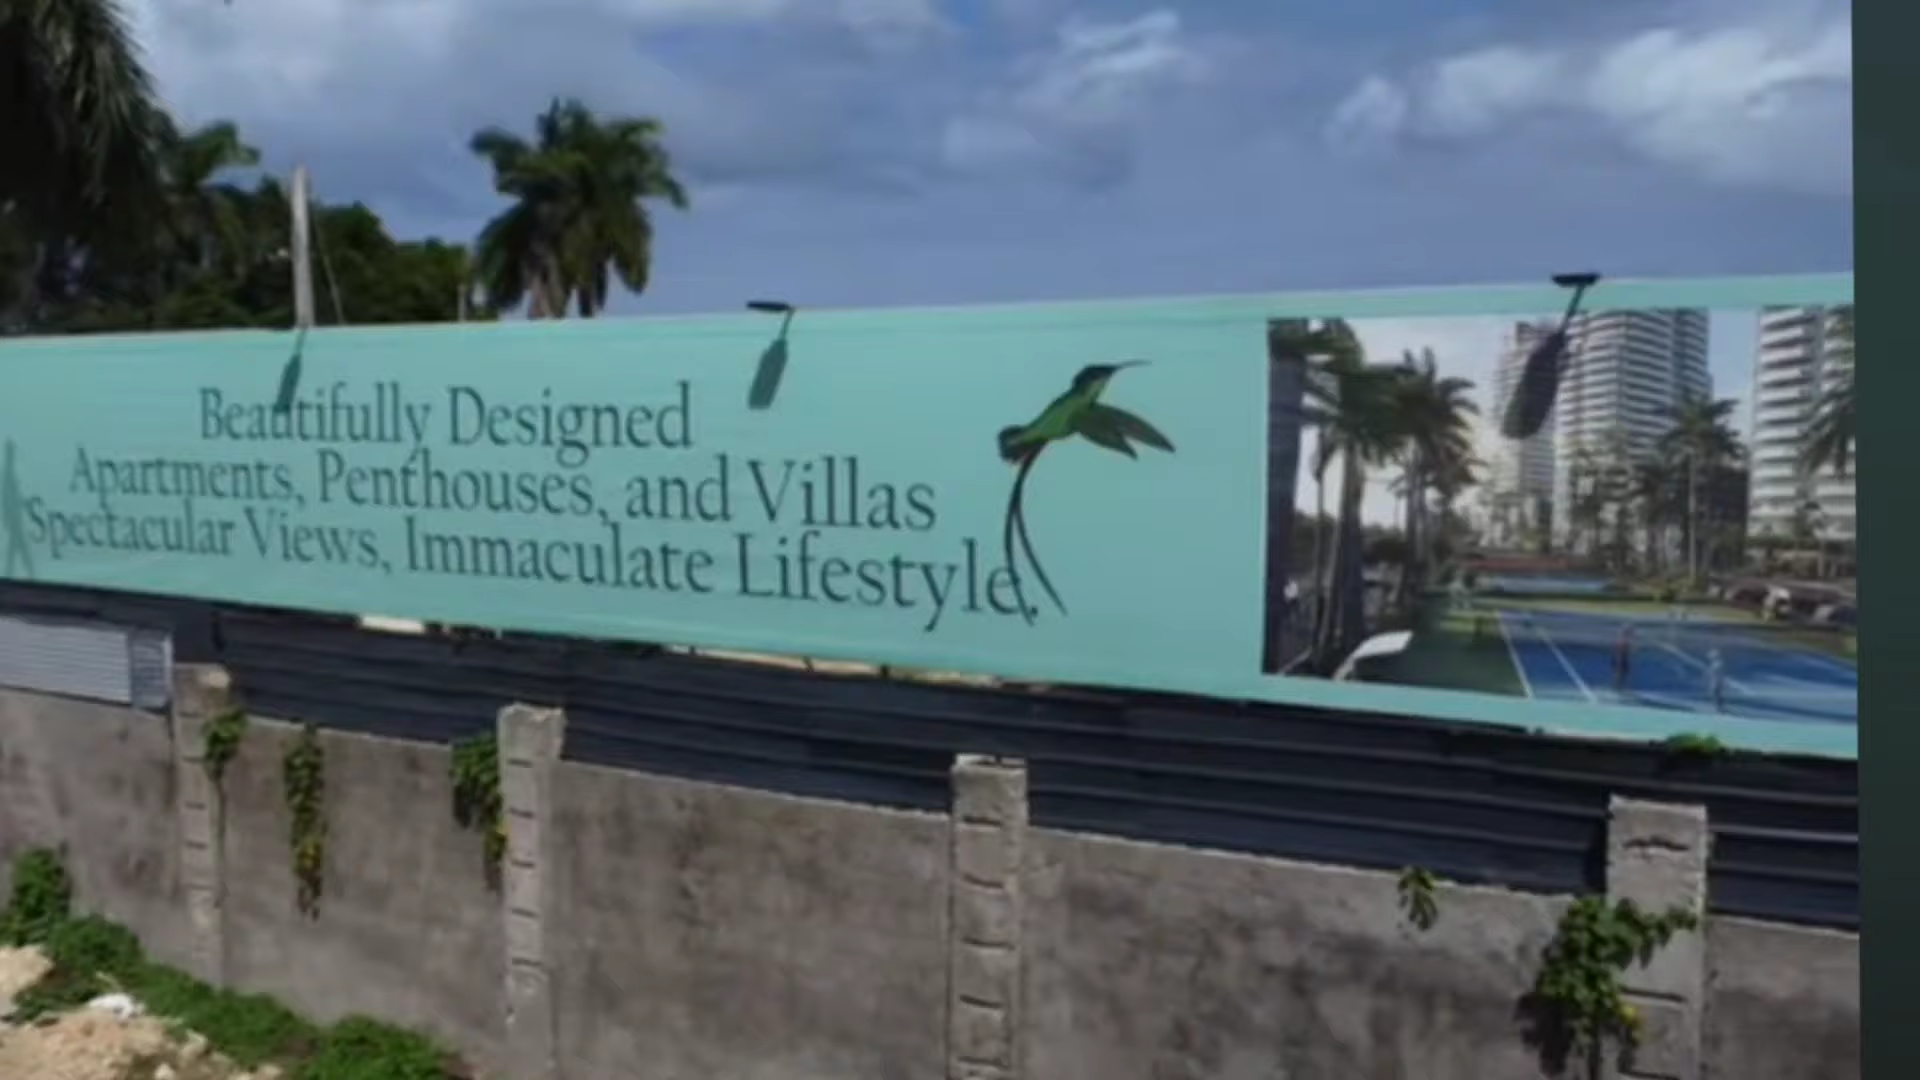 Beautifully Designed
Apartments, Penthouses, and Villas
Spectacular Views, Immaculate Lifestyle.